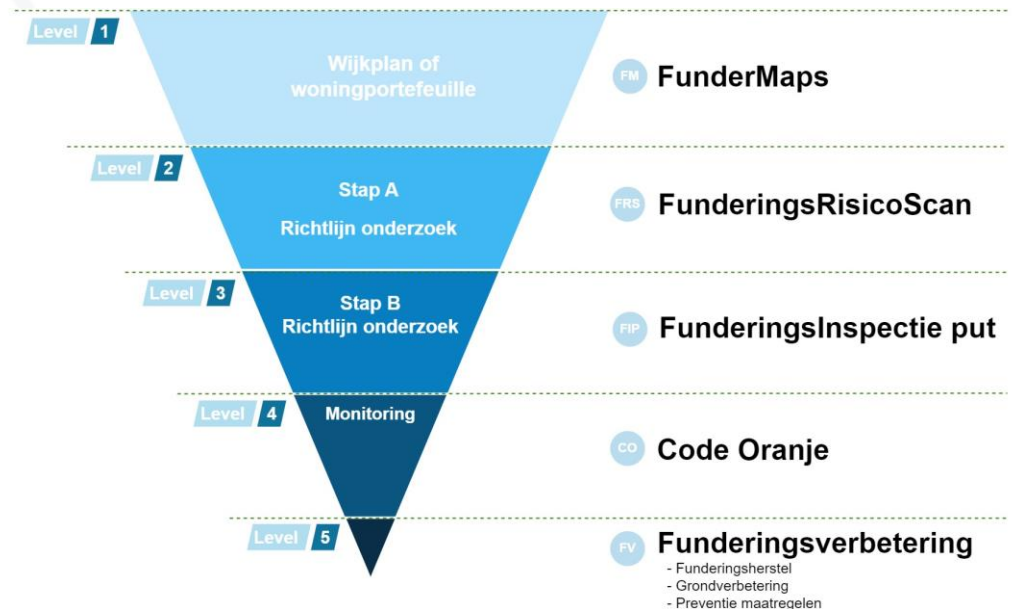 Level 1
Wijkplan of
woningportefeuille
FM
FunderMaps
Level 2
Stap A
Richtlijn onderzoek
FRS
FunderingsRisicoScan
Level 3
Stap B
Richtlijn onderzoek
FIP
FunderingsInspectie put
Level 4
Monitoring
CO
Code Oranje
Level 5
FV
Funderingsverbetering
- Funderingsherstel
- Grondverbetering
- Preventie maatregelen